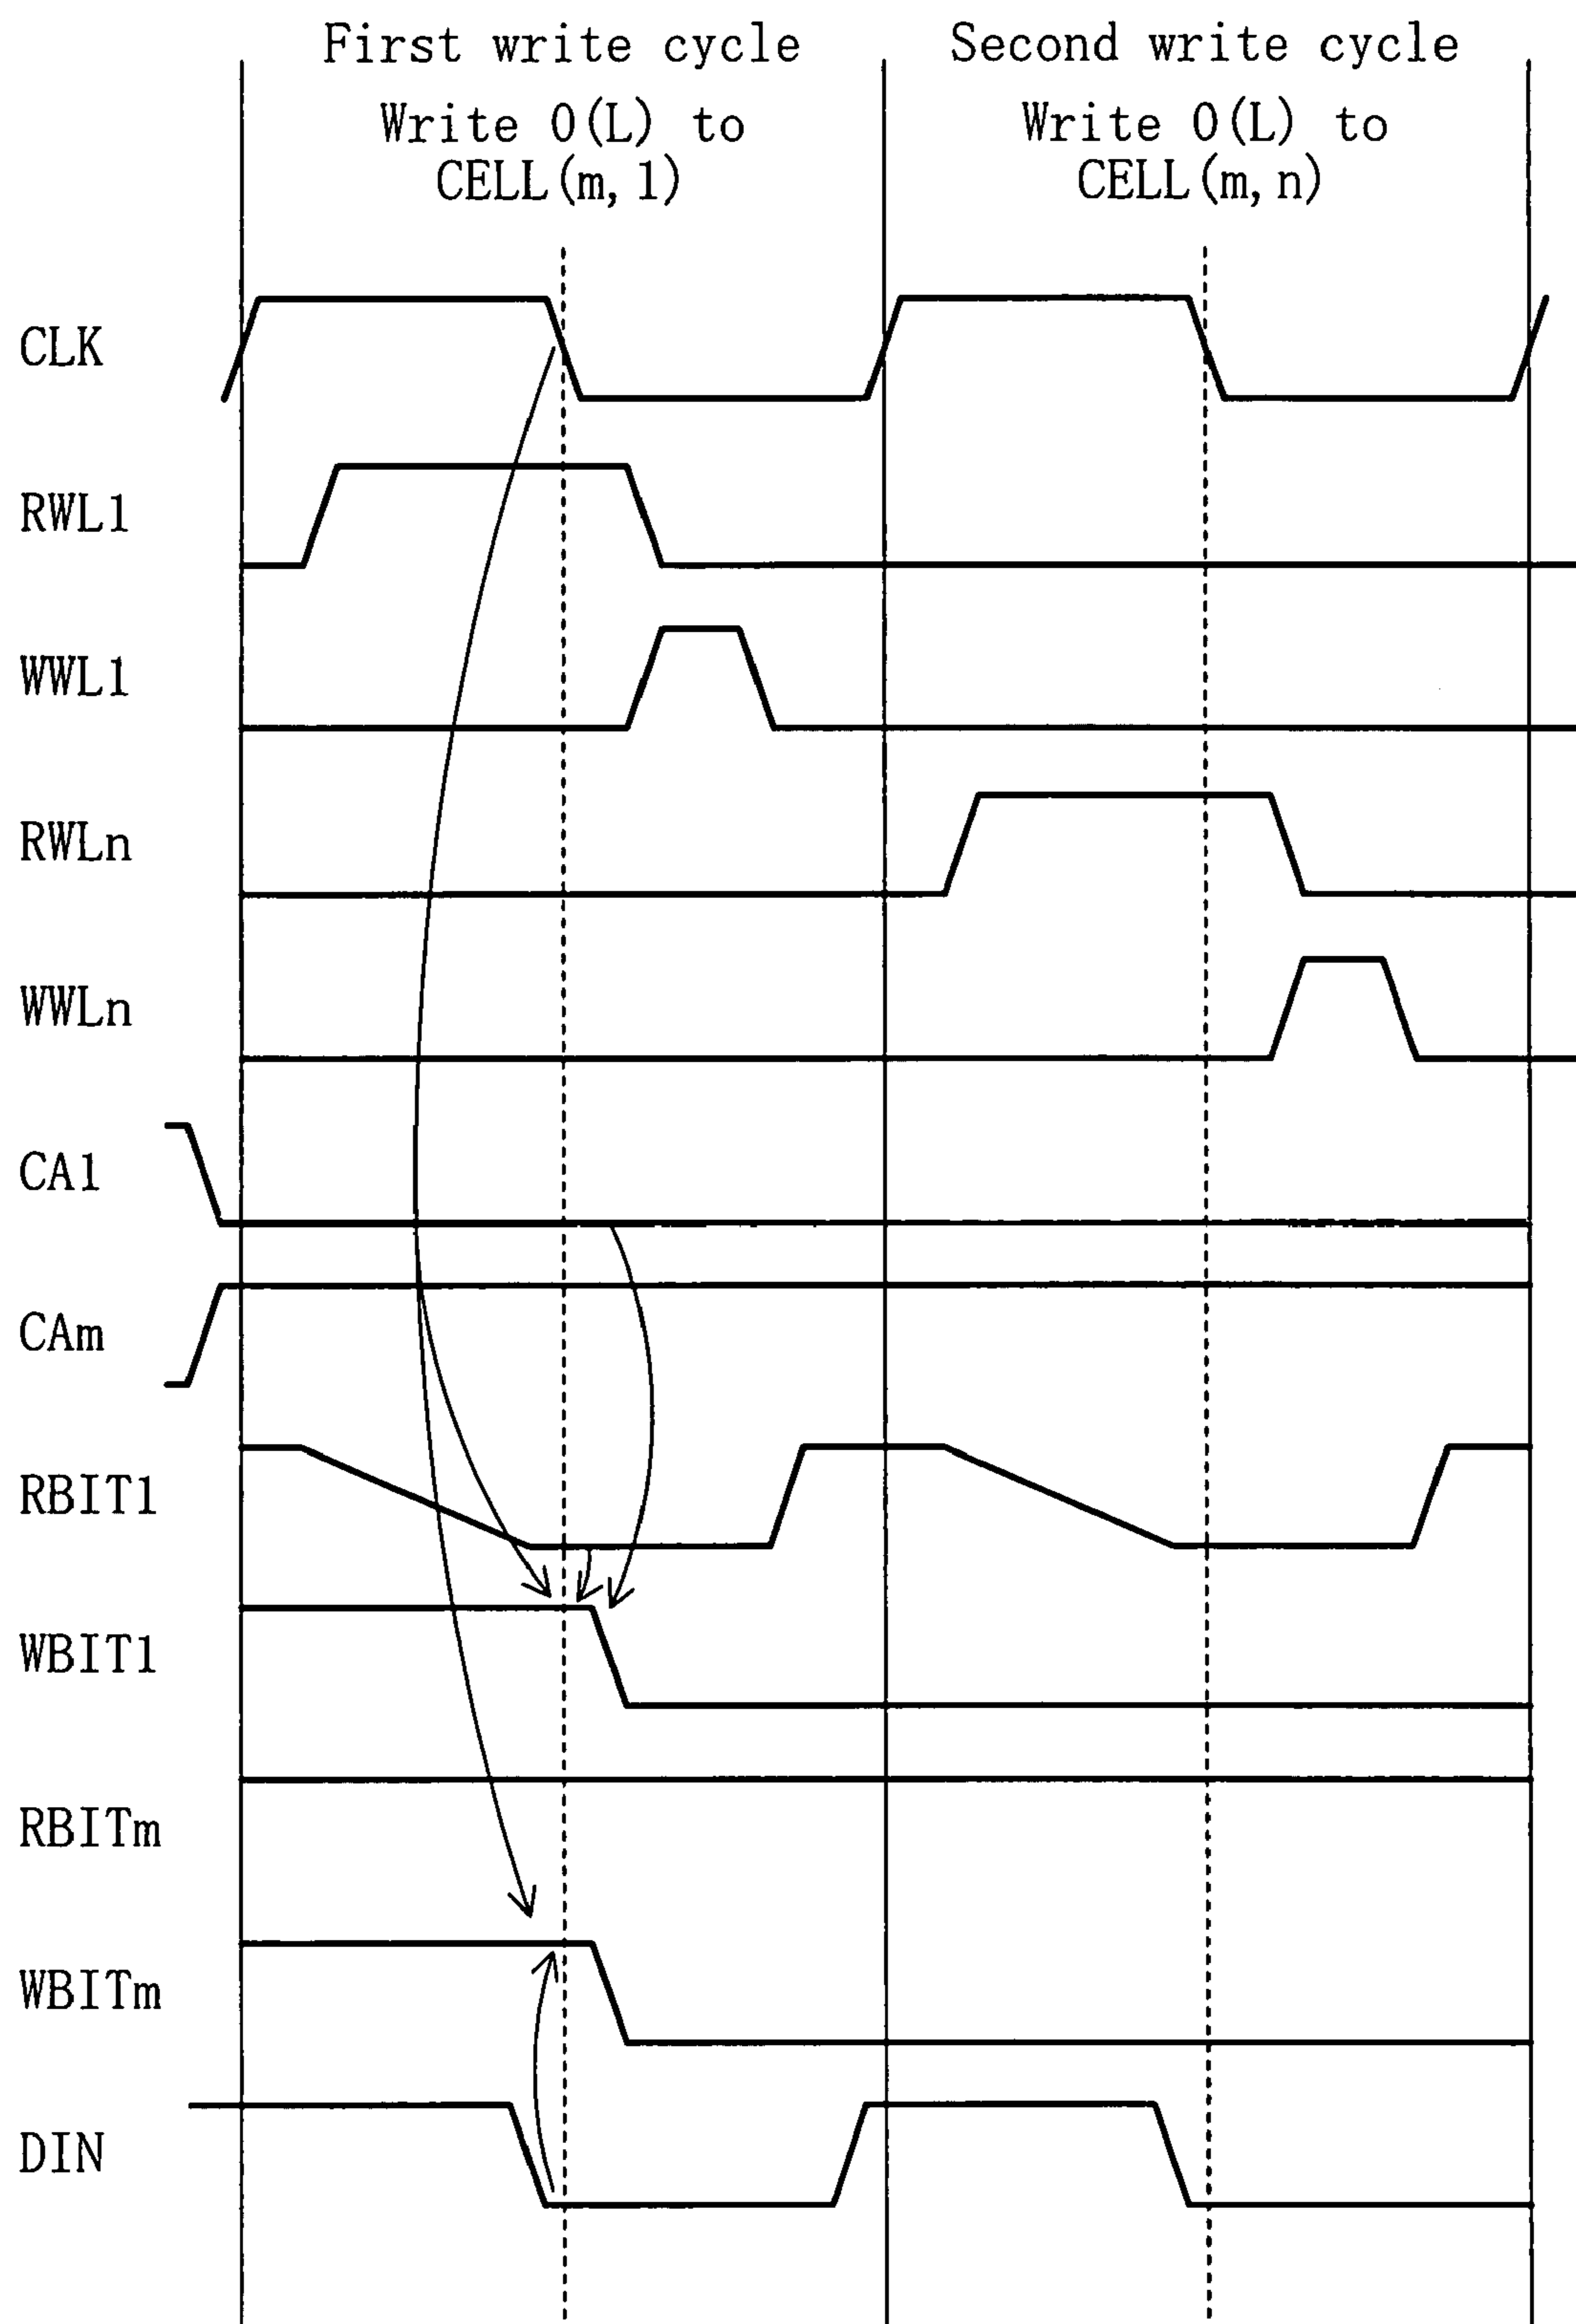 First write cycle
Write 0(L) to
CELL(m, 1)
Second write cycle
Write 0(L) to
CELL(m, n)
CLK
RWL1
WWL1
RWLn
WWLn
CA1
CAm
RBIT1
WBIT1
RBITm
WBITm
DIN